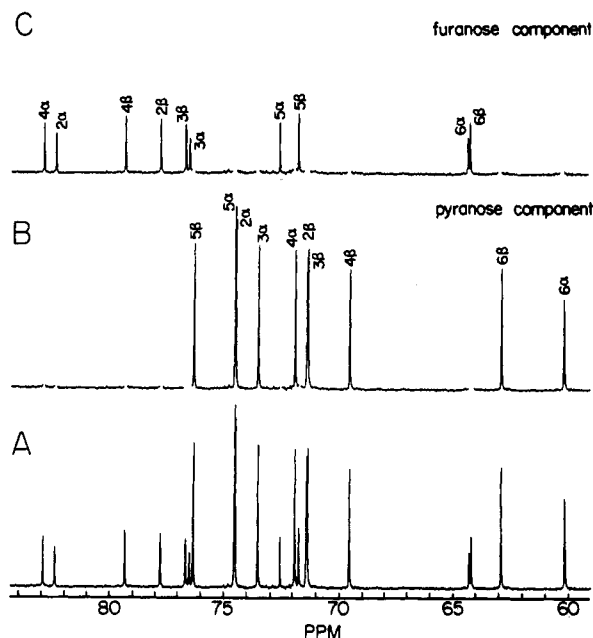 C
furanose component
4α 2α 4β 2β 3β 3α 5α 5β 6α 6β
B
pyranose component
5β 5α 2α 3α 4α 2β 3β 4β 6β 6α
A
80 75 70 65 60
PPM